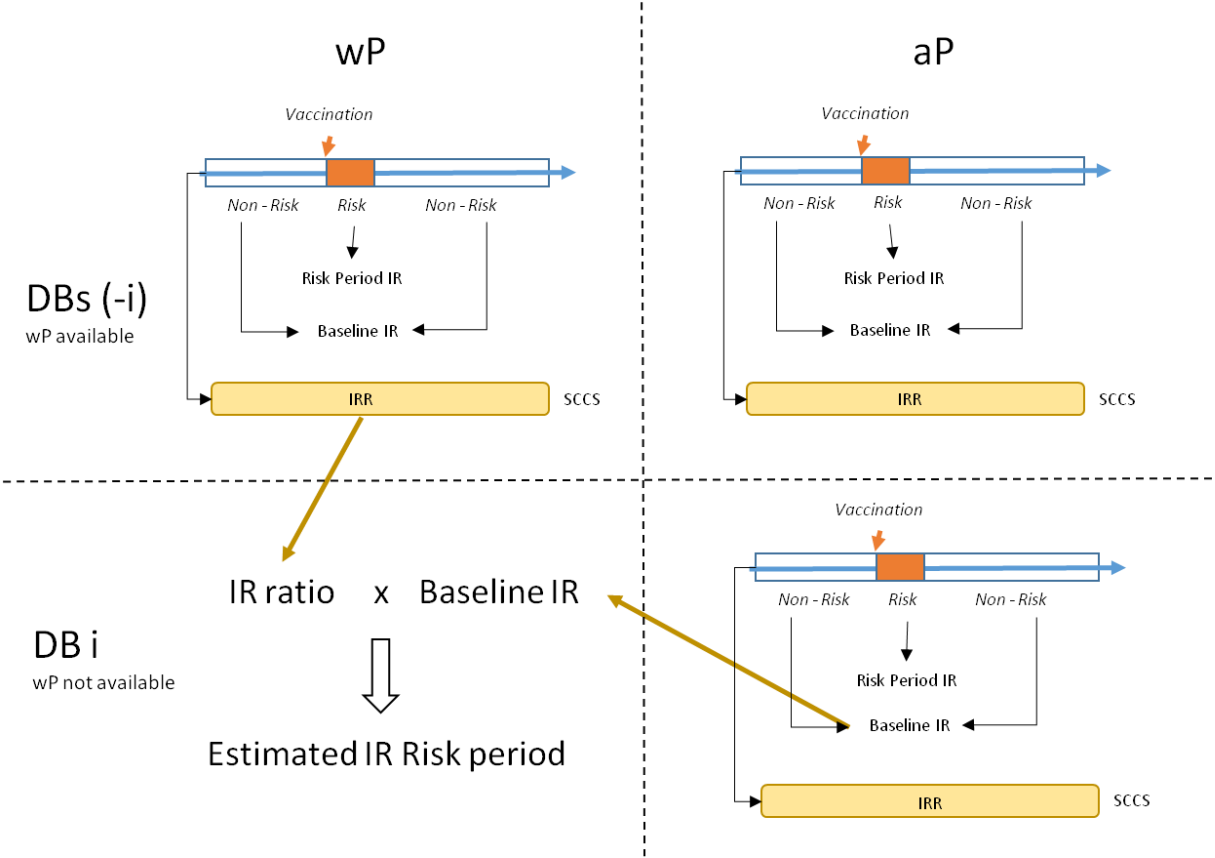 wP
aP
Vaccination
Vaccination
Non - Risk Risk Non - Risk
Non - Risk Risk Non - Risk
Risk Period IR
Risk Period IR
DBs (-i)
wP available
Baseline IR
Baseline IR
IRR SCCS
IRR SCCS
Vaccination
IR ratio x Baseline IR
Non - Risk Risk Non - Risk
DB i
wP not available
Risk Period IR
Baseline IR
Estimated IR Risk period
IRR SCCS